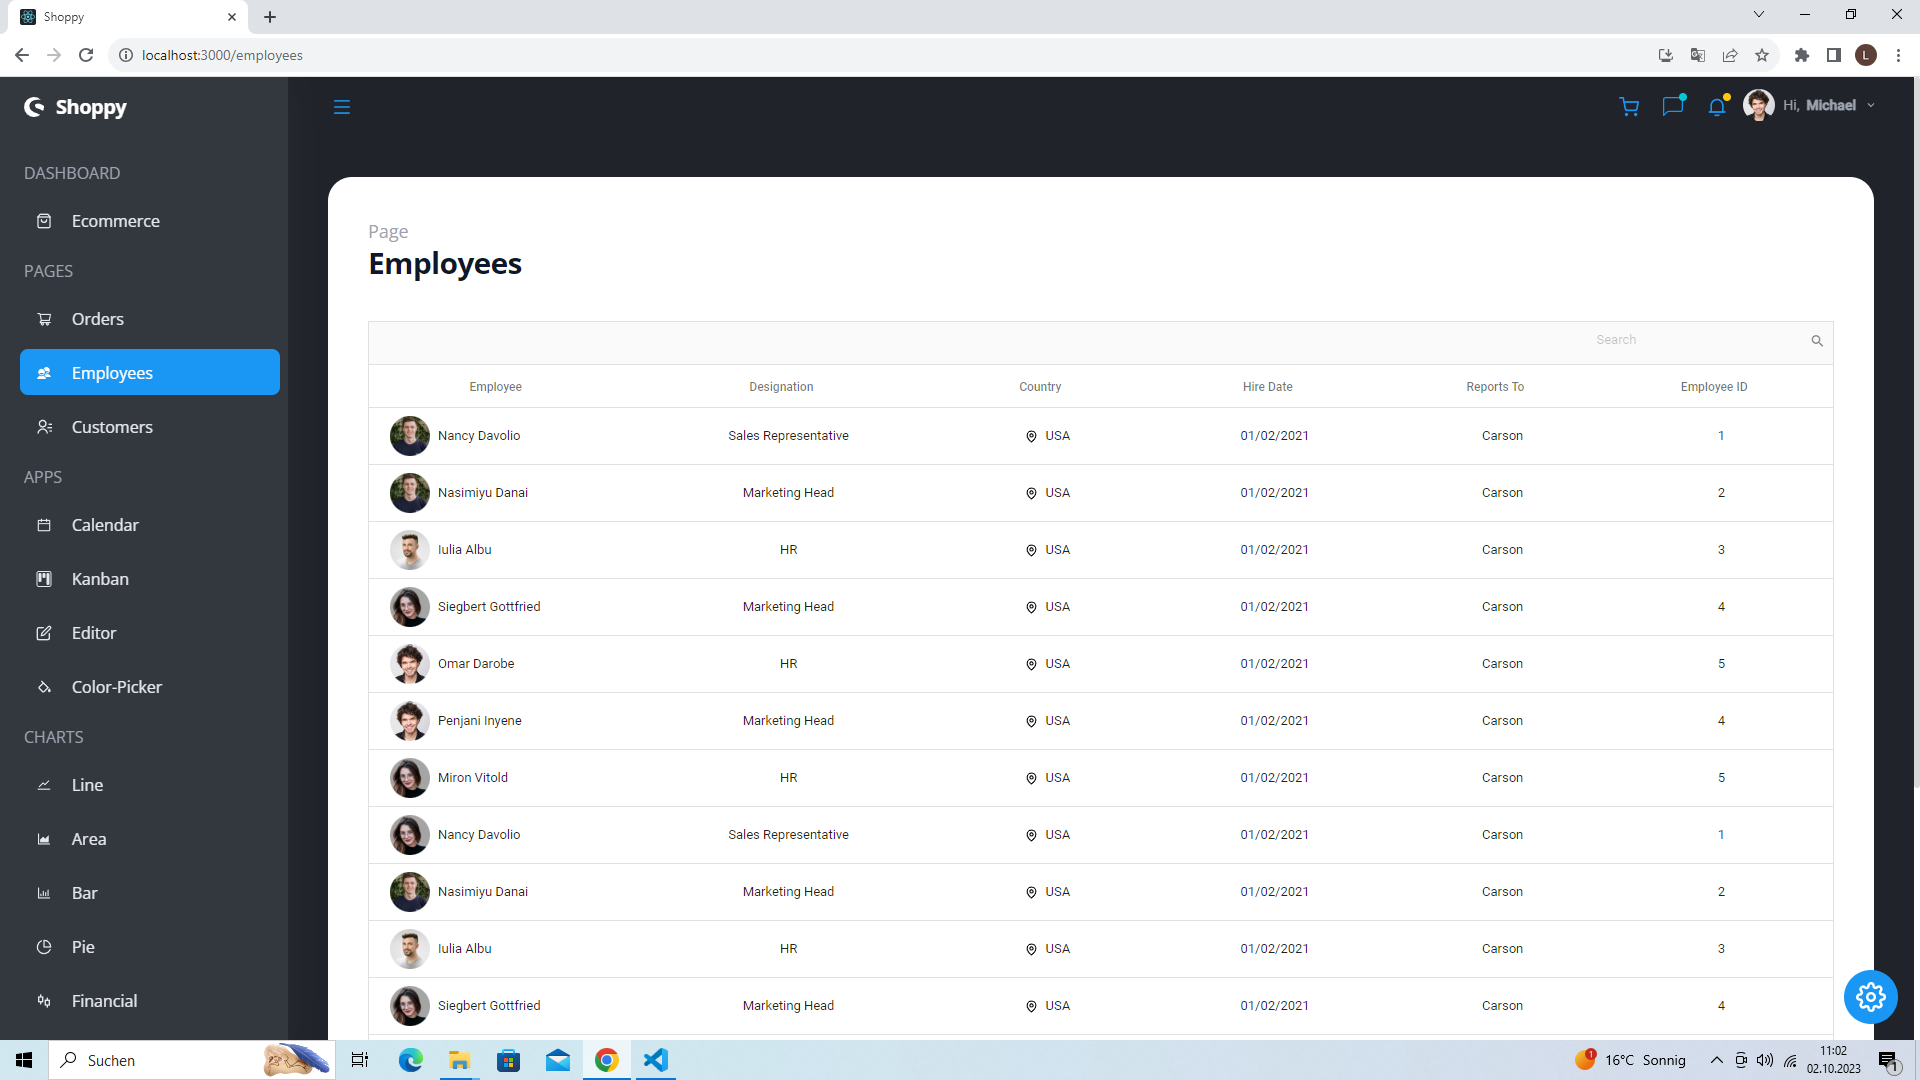 Shoppy
localhost:3000/employees
L
Shoppy
Hi, Michael
DASHBOARD
Ecommerce
PAGES
Orders
Employees
Customers
APPS
Calendar
Kanban
Editor
Color-Picker
CHARTS
Line
Area
Bar
Pie
Financial
Page
Employees
Search
Employee Designation Country Hire Date Reports To Employee ID
Nancy Davolio Sales Representative USA 01/02/2021 Carson 1
Nasimiyu Danai Marketing Head USA 01/02/2021 Carson 2
Iulia Albu HR USA 01/02/2021 Carson 3
Siegbert Gottfried Marketing Head USA 01/02/2021 Carson 4
Omar Darobe HR USA 01/02/2021 Carson 5
Penjani Inyene Marketing Head USA 01/02/2021 Carson 4
Miron Vitold HR USA 01/02/2021 Carson 5
Nancy Davolio Sales Representative USA 01/02/2021 Carson 1
Nasimiyu Danai Marketing Head USA 01/02/2021 Carson 2
Iulia Albu HR USA 01/02/2021 Carson 3
Siegbert Gottfried Marketing Head USA 01/02/2021 Carson 4
Suchen
1
16°C Sonnig
11:02
02.10.2023
1